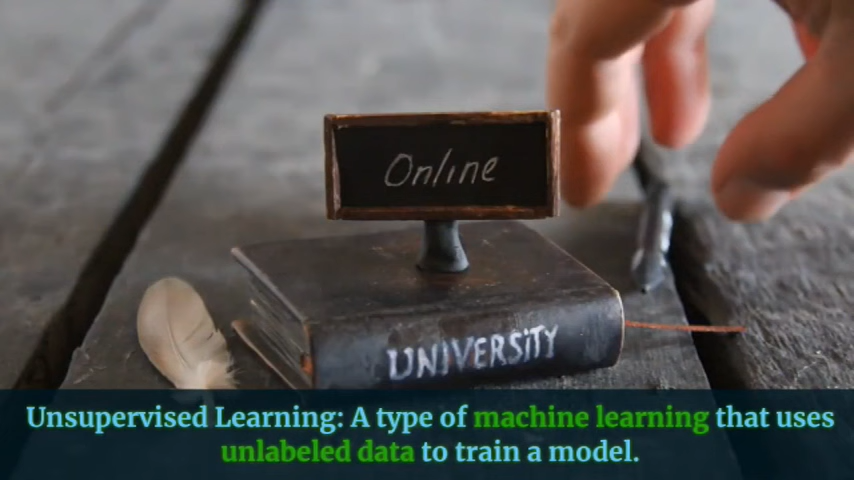 Online
UNIVERSITY
Unsupervised Learning: A type of machine learning that uses
unlabeled data to train a model.